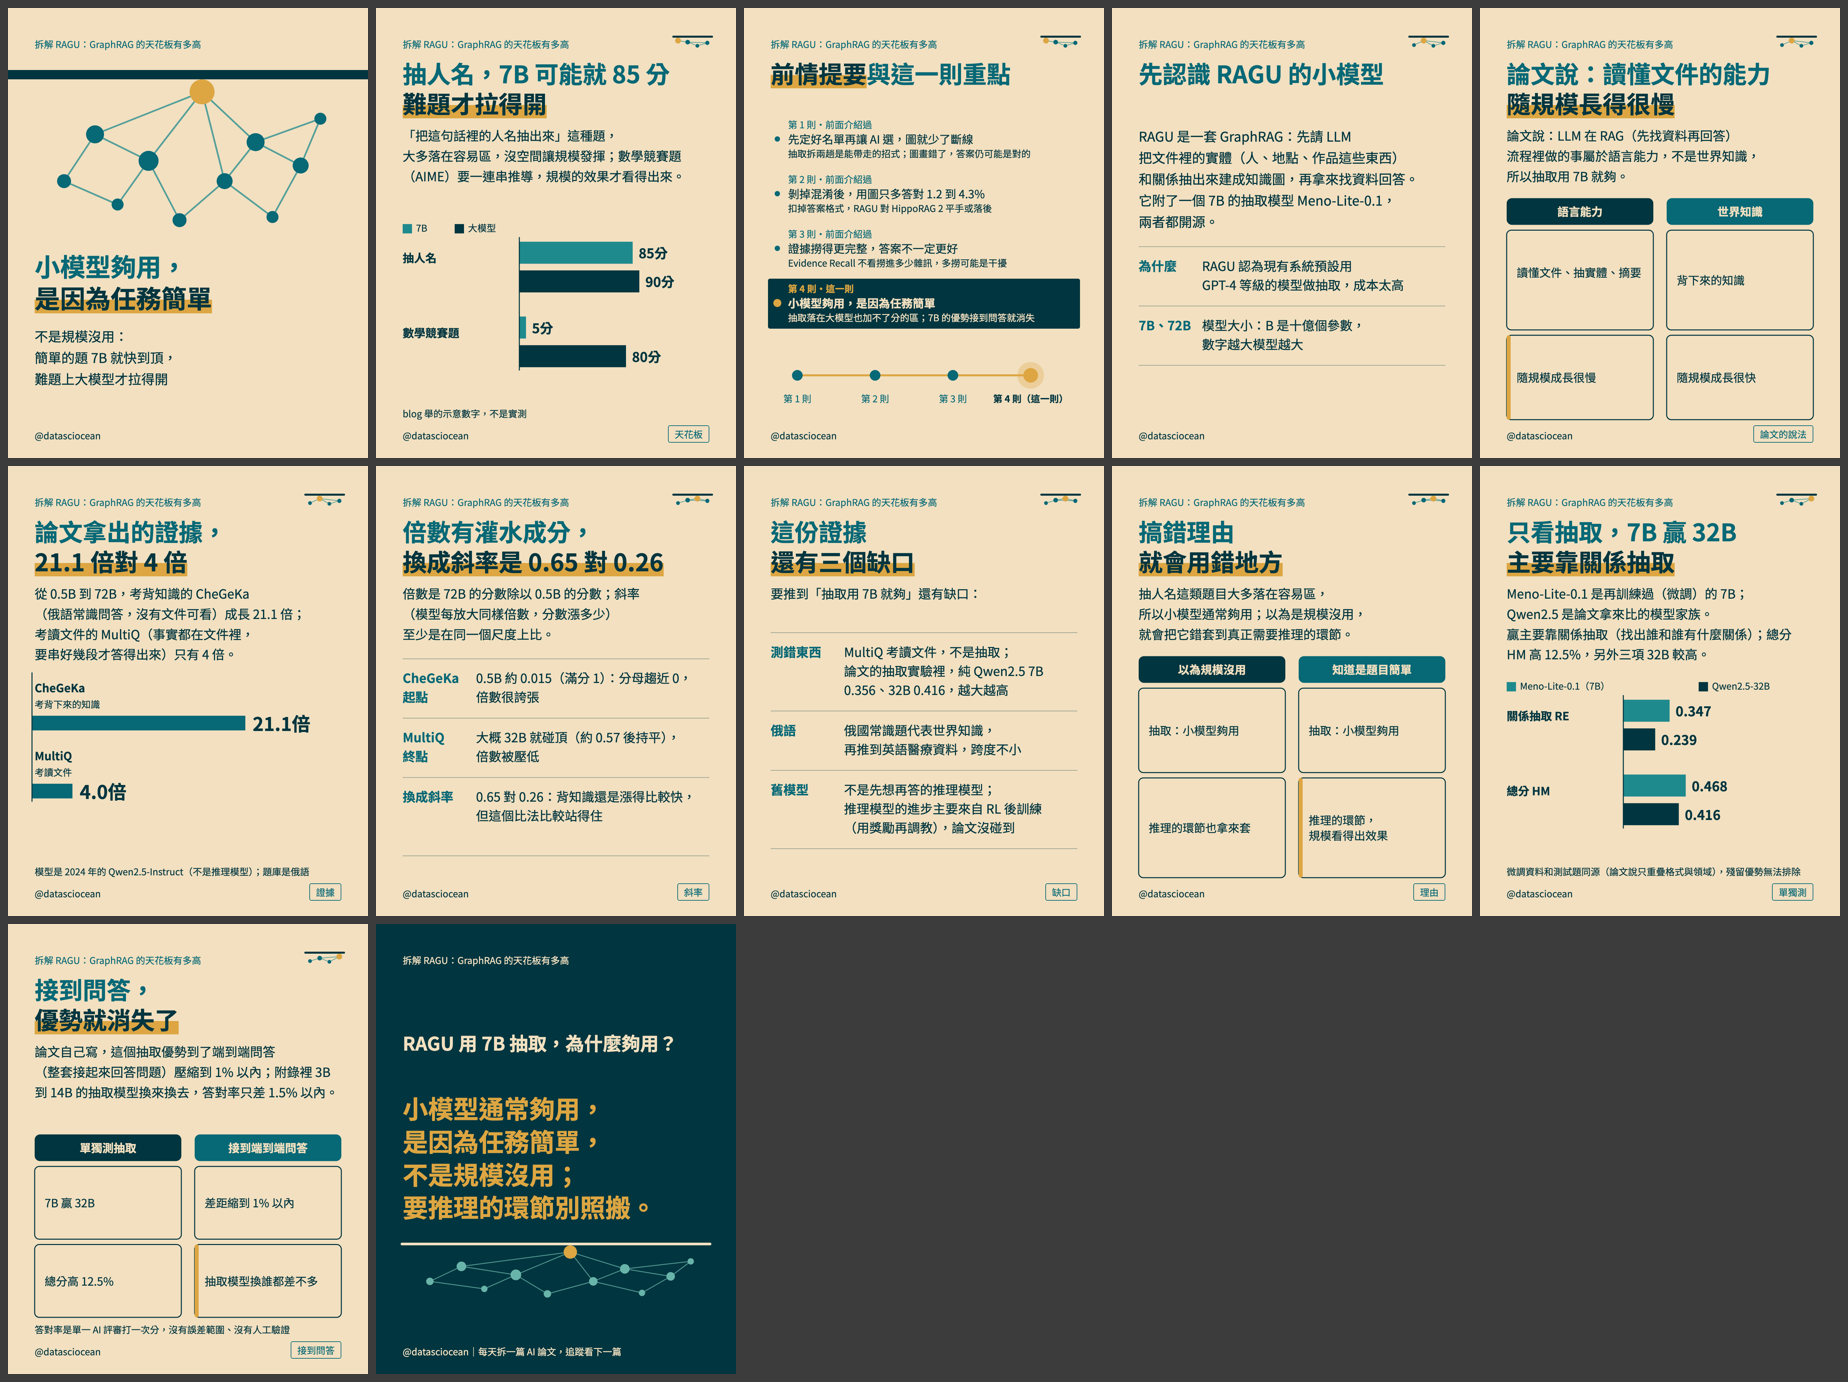 拆解 RAGU：GraphRAG 的天花板有多高
小模型夠用，
是因為任務簡單
不是規模沒用：
簡單的題 7B 就快到頂，
難題上大模型才拉得開
@datasciocean
拆解 RAGU：GraphRAG 的天花板有多高
抽人名，7B 可能就 85 分
難題才拉得開
「把這句話裡的人名抽出來」這種題，
大多落在容易區，沒空間讓規模發揮；數學競賽題
（AIME）要一連串推導，規模的效果才看得出來。
7B
大模型
抽人名
85分
90分
數學競賽題
5分
80分
blog 舉的示意數字，不是實測
@datasciocean
天花板
拆解 RAGU：GraphRAG 的天花板有多高
前情提要與這一則重點
第 1 則・前面介紹過
先定好名單再讓 AI 選，圖就少了斷線
抽取拆兩趟是能帶走的招式；圖畫錯了，答案仍可能是對的
第 2 則・前面介紹過
剝掉混淆後，用圖只多答對 1.2 到 4.3%
扣掉答案格式，RAGU 對 HippoRAG 2 平手或落後
第 3 則・前面介紹過
證據撈得更完整，答案不一定更好
Evidence Recall 不看撈進多少雜訊，多撈可能是干擾
第 4 則・這一則
小模型夠用，是因為任務簡單
抽取落在大模型也加不了分的區；7B 的優勢接到問答就消失
第 1 則
第 2 則
第 3 則
第 4 則（這一則）
@datasciocean
拆解 RAGU：GraphRAG 的天花板有多高
先認識 RAGU 的小模型
RAGU 是一套 GraphRAG：先請 LLM
把文件裡的實體（人、地點、作品這些東西）
和關係抽出來建成知識圖，再拿來找資料回答。
它附了一個 7B 的抽取模型 Meno-Lite-0.1，
兩者都開源。
為什麼
RAGU 認為現有系統預設用
GPT-4 等級的模型做抽取，成本太高
7B、72B
模型大小：B 是十億個參數，
數字越大模型越大
@datasciocean
拆解 RAGU：GraphRAG 的天花板有多高
論文說：讀懂文件的能力
隨規模長得很慢
論文說：LLM 在 RAG（先找資料再回答）
流程裡做的事屬於語言能力，不是世界知識，
所以抽取用 7B 就夠。
語言能力
世界知識
讀懂文件、抽實體、摘要
背下來的知識
隨規模成長很慢
隨規模成長很快
@datasciocean
論文的說法
拆解 RAGU：GraphRAG 的天花板有多高
論文拿出的證據，
21.1 倍對 4 倍
從 0.5B 到 72B，考背知識的 CheGeKa
（俄語常識問答，沒有文件可看）成長 21.1 倍；
考讀文件的 MultiQ（事實都在文件裡，
要串好幾段才答得出來）只有 4 倍。
CheGeKa
考背下來的知識
21.1倍
MultiQ
考讀文件
4.0倍
模型是 2024 年的 Qwen2.5-Instruct（不是推理模型）；題庫是俄語
@datasciocean
證據
拆解 RAGU：GraphRAG 的天花板有多高
倍數有灌水成分，
換成斜率是 0.65 對 0.26
倍數是 72B 的分數除以 0.5B 的分數；斜率
（模型每放大同樣倍數，分數漲多少）
至少是在同一個尺度上比。
CheGeKa
起點
0.5B 約 0.015（滿分 1）：分母趨近 0，
倍數很誇張
MultiQ
終點
大概 32B 就碰頂（約 0.57 後持平），
倍數被壓低
換成斜率
0.65 對 0.26：背知識還是漲得比較快，
但這個比法比較站得住
@datasciocean
斜率
拆解 RAGU：GraphRAG 的天花板有多高
這份證據
還有三個缺口
要推到「抽取用 7B 就夠」還有缺口：
測錯東西
MultiQ 考讀文件，不是抽取；
論文的抽取實驗裡，純 Qwen2.5 7B
0.356、32B 0.416，越大越高
俄語
俄國常識題代表世界知識，
再推到英語醫療資料，跨度不小
舊模型
不是先想再答的推理模型；
推理模型的進步主要來自 RL 後訓練
（用獎勵再調教），論文沒碰到
@datasciocean
缺口
拆解 RAGU：GraphRAG 的天花板有多高
搞錯理由
就會用錯地方
抽人名這類題目大多落在容易區，
所以小模型通常夠用；以為是規模沒用，
就會把它錯套到真正需要推理的環節。
以為規模沒用
知道是題目簡單
抽取：小模型夠用
抽取：小模型夠用
推理的環節也拿來套
推理的環節，
規模看得出效果
@datasciocean
理由
拆解 RAGU：GraphRAG 的天花板有多高
只看抽取，7B 贏 32B
主要靠關係抽取
Meno-Lite-0.1 是再訓練過（微調）的 7B；
Qwen2.5 是論文拿來比的模型家族。
贏主要靠關係抽取（找出誰和誰有什麼關係）；總分
HM 高 12.5%，另外三項 32B 較高。
Meno-Lite-0.1（7B）
Qwen2.5-32B
關係抽取 RE
0.347
0.239
總分 HM
0.468
0.416
微調資料和測試題同源（論文說只重疊格式與領域），殘留優勢無法排除
@datasciocean
單獨測
拆解 RAGU：GraphRAG 的天花板有多高
接到問答，
優勢就消失了
論文自己寫，這個抽取優勢到了端到端問答
（整套接起來回答問題）壓縮到 1% 以內；附錄裡 3B
到 14B 的抽取模型換來換去，答對率只差 1.5% 以內。
單獨測抽取
接到端到端問答
7B 贏 32B
差距縮到 1% 以內
總分高 12.5%
抽取模型換誰都差不多
答對率是單一 AI 評審打一次分，沒有誤差範圍、沒有人工驗證
@datasciocean
接到問答
拆解 RAGU：GraphRAG 的天花板有多高
RAGU 用 7B 抽取，為什麼夠用？
小模型通常夠用，
是因為任務簡單，
不是規模沒用；
要推理的環節別照搬。
@datasciocean｜每天拆一篇 AI 論文，追蹤看下一篇